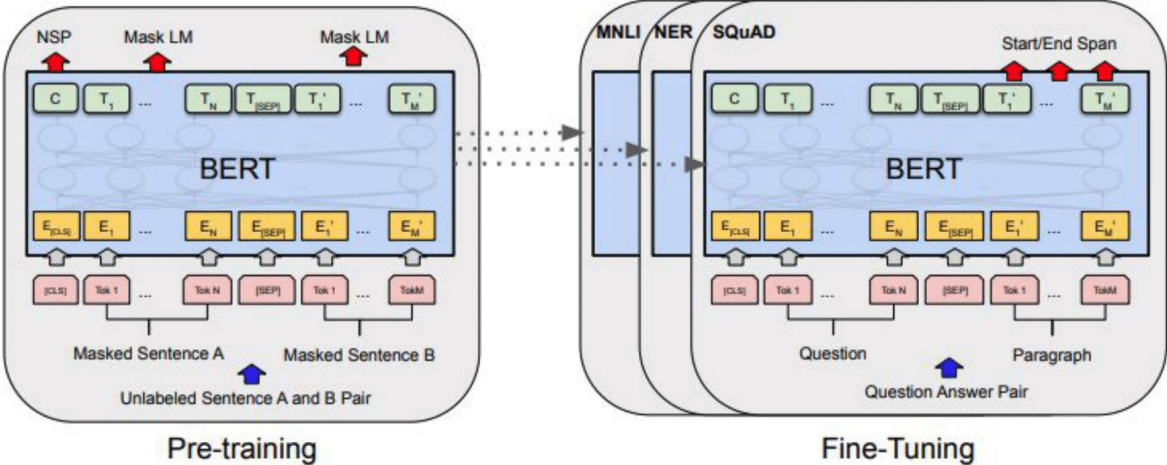 NSP Mask LM Mask LM
C T1 ... TN T[SEP] T1' ... TM'
BERT
E[CLS] E1 ... EN E[SEP] E1' ... EM'
[CLS] Tok 1 ... Tok N [SEP] Tok 1 ... TokM
Masked Sentence A Masked Sentence B
Unlabeled Sentence A and B Pair
Pre-training
MNLI NER SQuAD
Start/End Span
C T1 ... TN T[SEP] T1' ... TM'
BERT
E[CLS] E1 ... EN E[SEP] E1' ... EM'
[CLS] Tok 1 ... Tok N [SEP] Tok 1 ... TokM
Question Paragraph
Question Answer Pair
Fine-Tuning